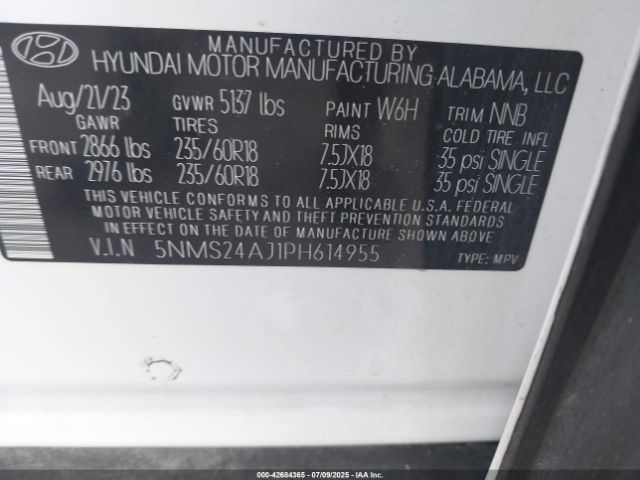 MANUFACTURED BY
HYUNDAI MOTOR MANUFACTURING ALABAMA, LLC
Aug/21/23 GVWR 5137 lbs PAINT W6H TRIM NNB
GAWR TIRES RIMS COLD TIRE INFL
FRONT 2866 lbs 235/60R18 7.5JX18 35 psi SINGLE
REAR 2976 lbs 235/60R18 7.5JX18 35 psi SINGLE
THIS VEHICLE CONFORMS TO ALL APPLICABLE U.S.A. FEDERAL
MOTOR VEHICLE SAFETY AND THEFT PREVENTION STANDARDS
IN EFFECT ON THE DATE OF MANUFACTURE SHOWN ABOVE
V.I.N 5NMS24AJ1PH614955 TYPE: MPV
000-42684365 | 07/09/2025 | IAAI.COM